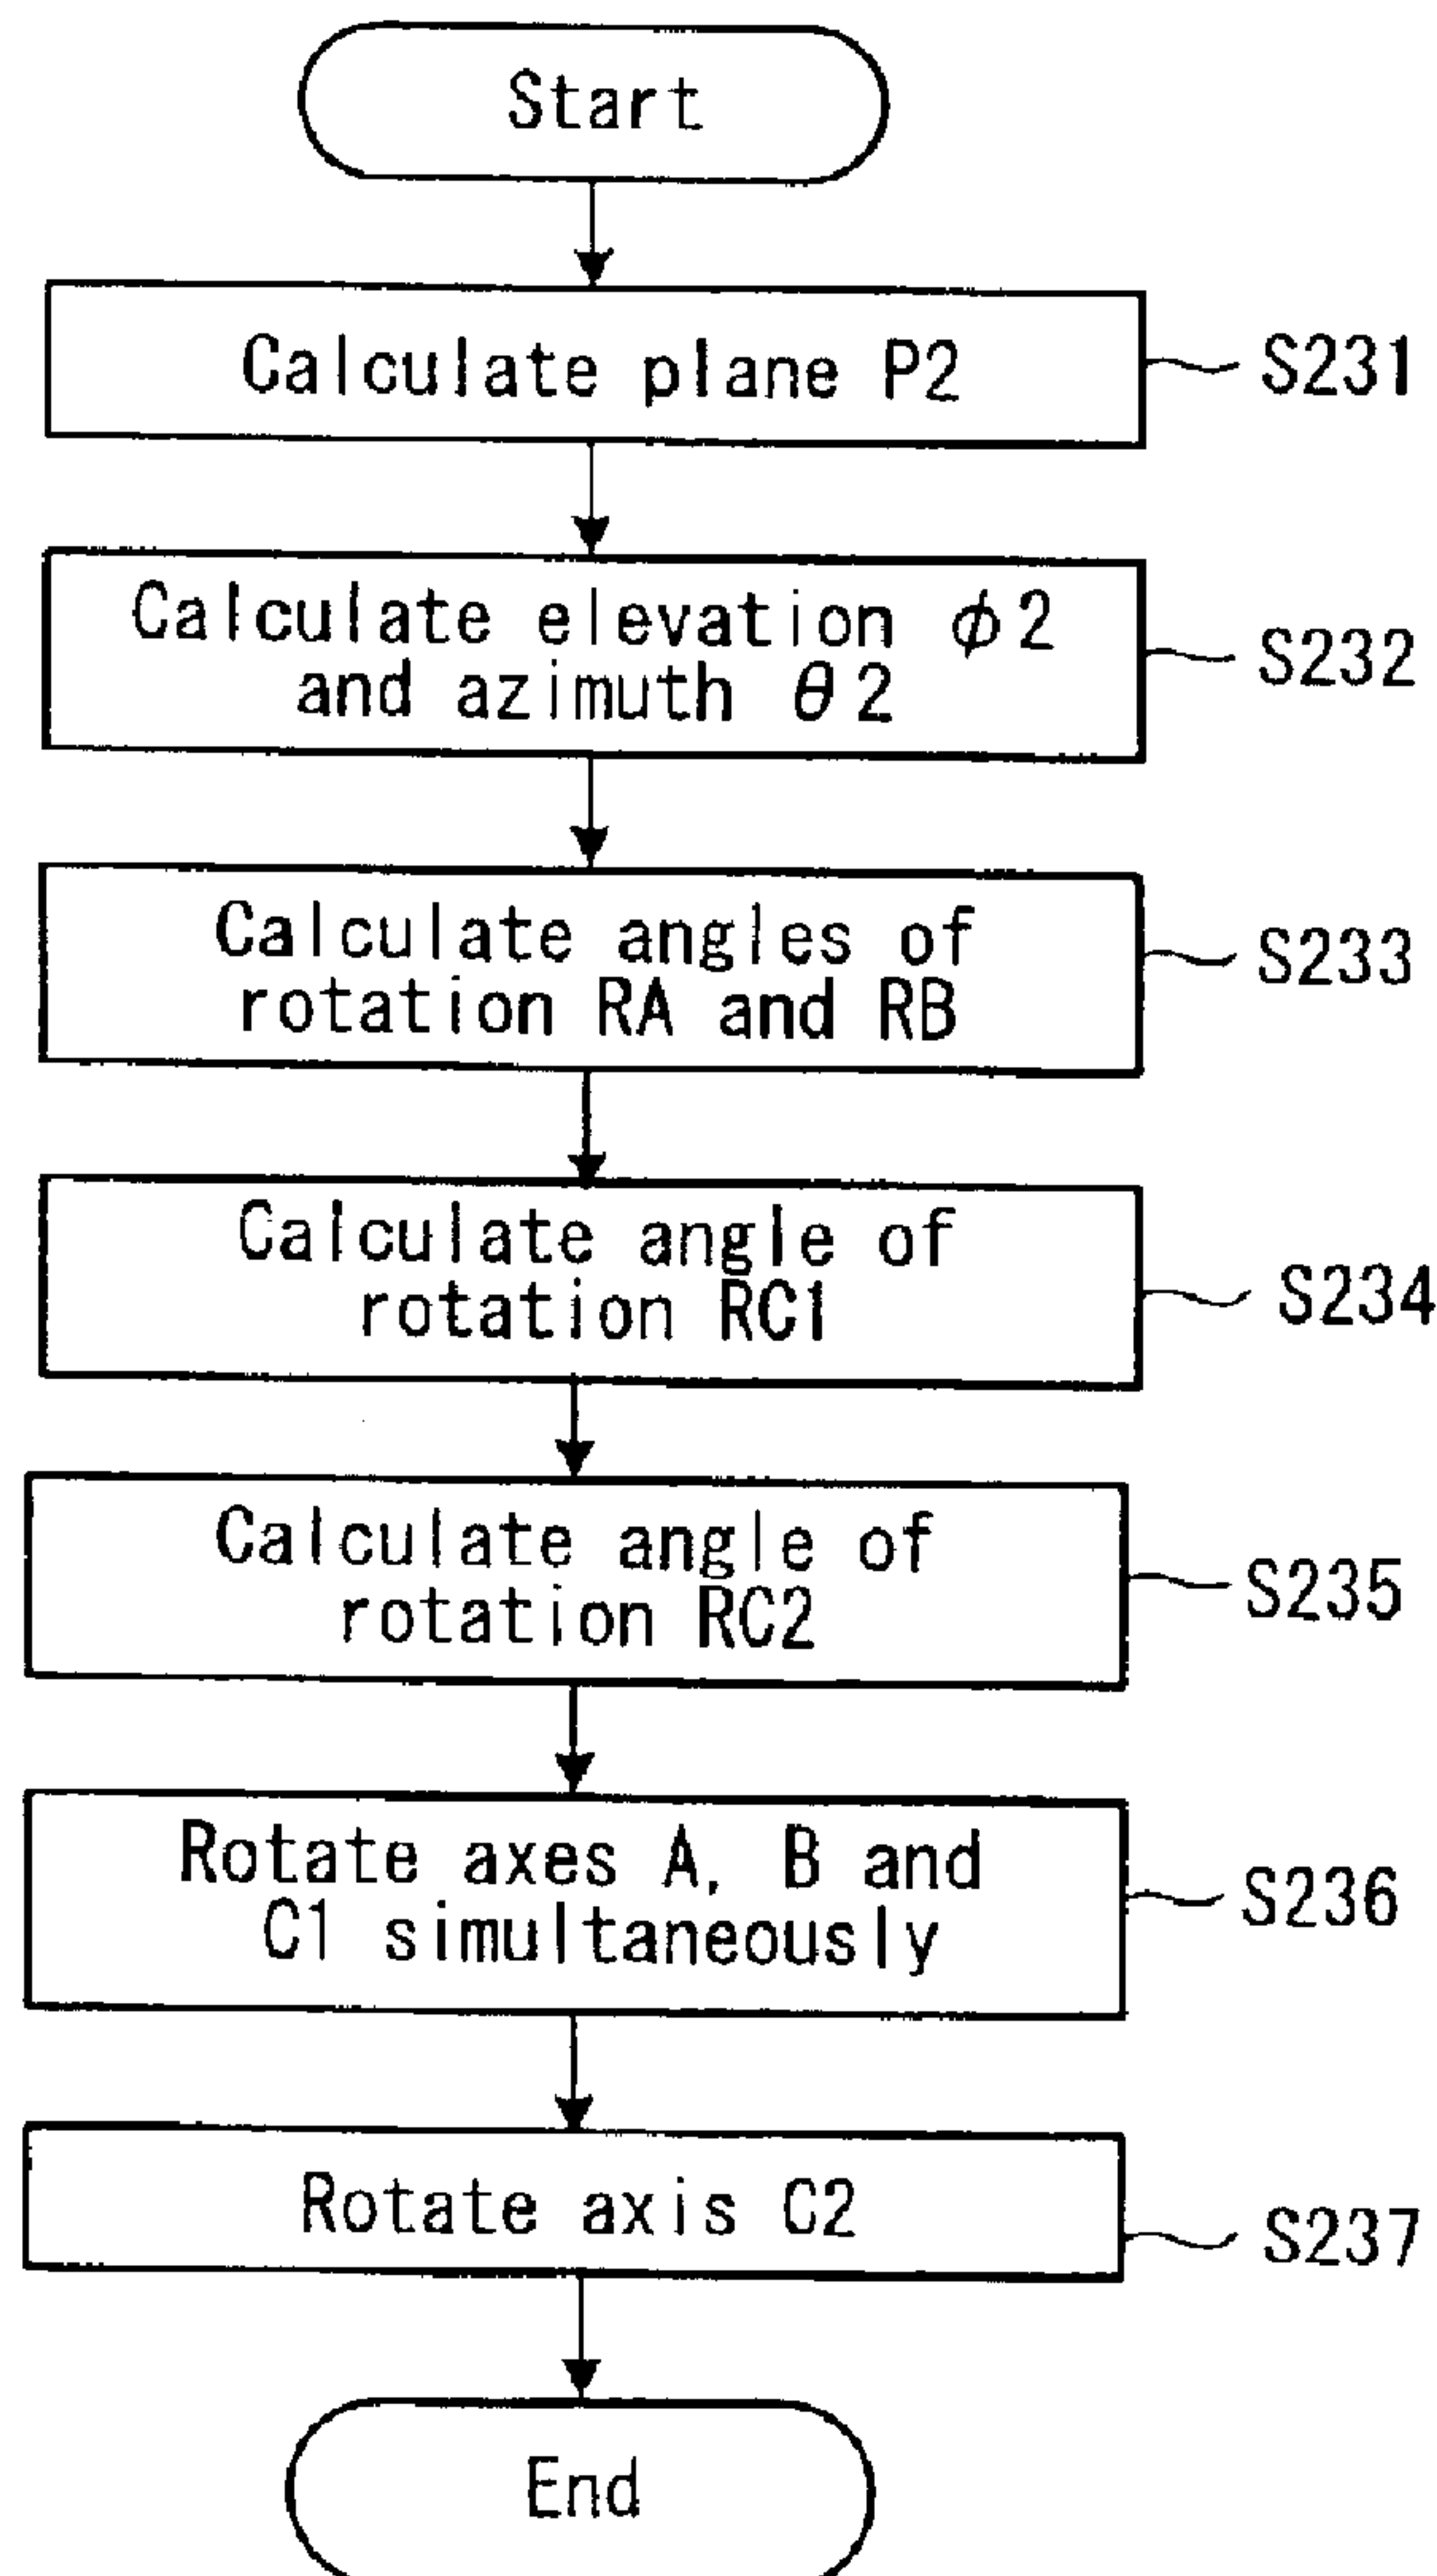 Start
Calculate plane P2
S231
Calculate elevation φ2
and azimuth θ2
S232
Calculate angles of
rotation RA and RB
S233
Calculate angle of
rotation RC1
S234
Calculate angle of
rotation RC2
S235
Rotate axes A, B and
C1 simultaneously
S236
Rotate axis C2
S237
End